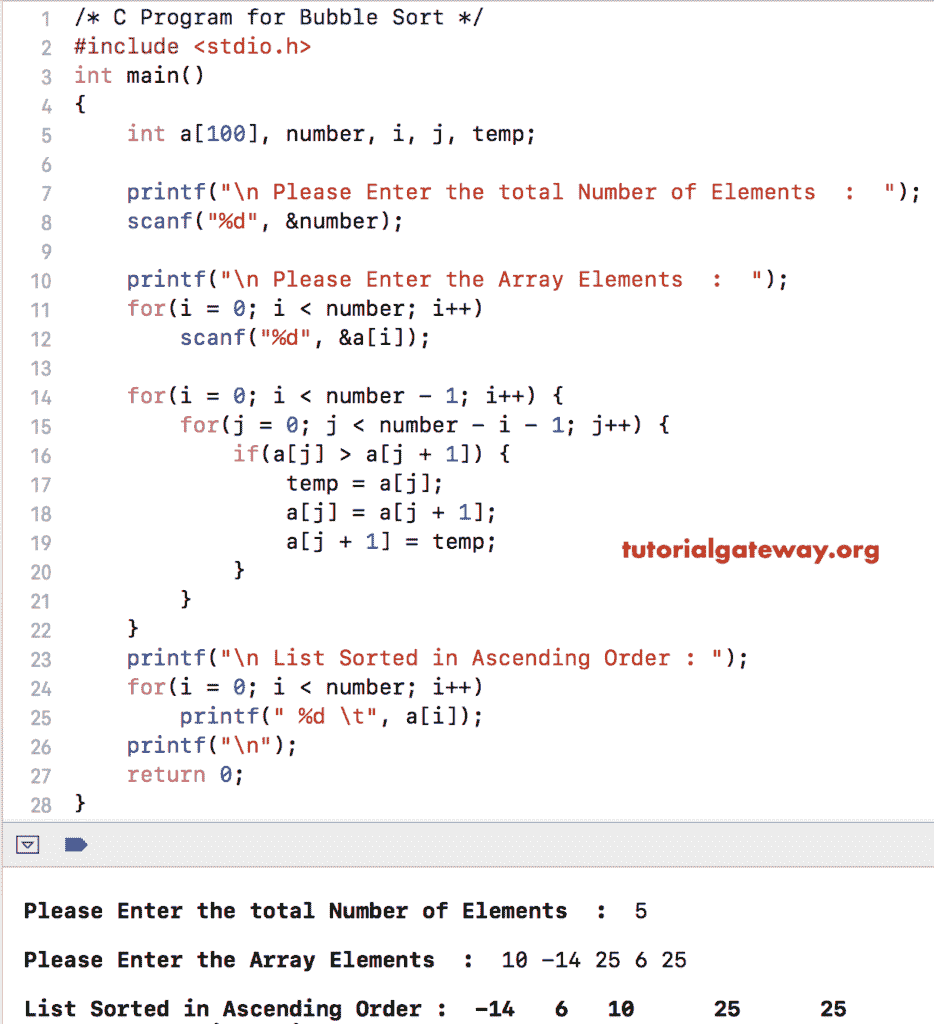 1 /* C Program for Bubble Sort */
2 #include <stdio.h>
3 int main()
4 {
5     int a[100], number, i, j, temp;
6
7     printf("\n Please Enter the total Number of Elements  :  ");
8     scanf("%d", &number);
9
10     printf("\n Please Enter the Array Elements  :  ");
11     for(i = 0; i < number; i++)
12         scanf("%d", &a[i]);
13
14     for(i = 0; i < number - 1; i++) {
15         for(j = 0; j < number - i - 1; j++) {
16             if(a[j] > a[j + 1]) {
17                 temp = a[j];
18                 a[j] = a[j + 1];
19                 a[j + 1] = temp;
tutorialgateway.org
20             }
21         }
22     }
23     printf("\n List Sorted in Ascending Order : ");
24     for(i = 0; i < number; i++)
25         printf(" %d \t", a[i]);
26     printf("\n");
27     return 0;
28 }
Please Enter the total Number of Elements  :  5
Please Enter the Array Elements  :  10 -14 25 6 25
List Sorted in Ascending Order :  -14   6   10      25      25